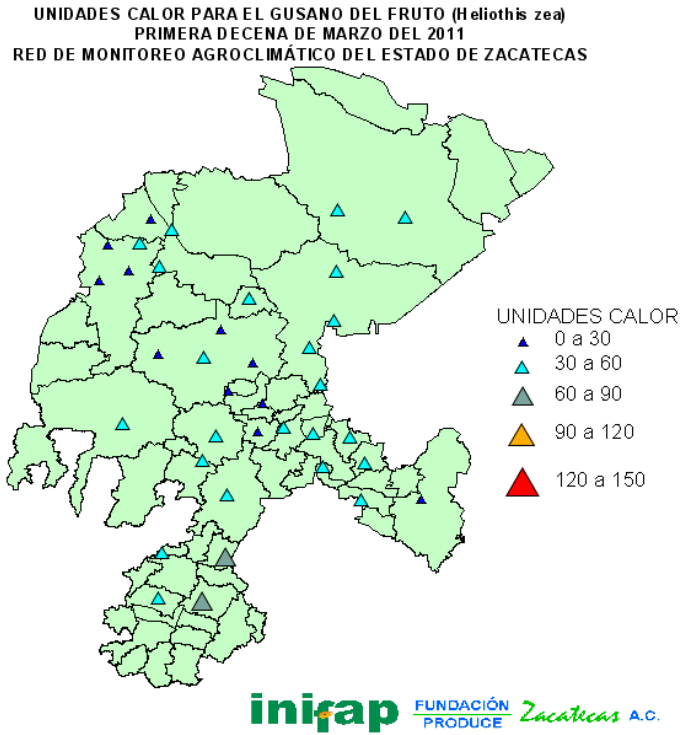 UNIDADES CALOR PARA EL GUSANO DEL FRUTO (Heliothis zea)
PRIMERA DECENA DE MARZO DEL 2011
RED DE MONITOREO AGROCLIMÁTICO DEL ESTADO DE ZACATECAS
UNIDADES CALOR
0 a 30
30 a 60
60 a 90
90 a 120
120 a 150
inifap
FUNDACIÓN
PRODUCE
Zacatecas A.C.